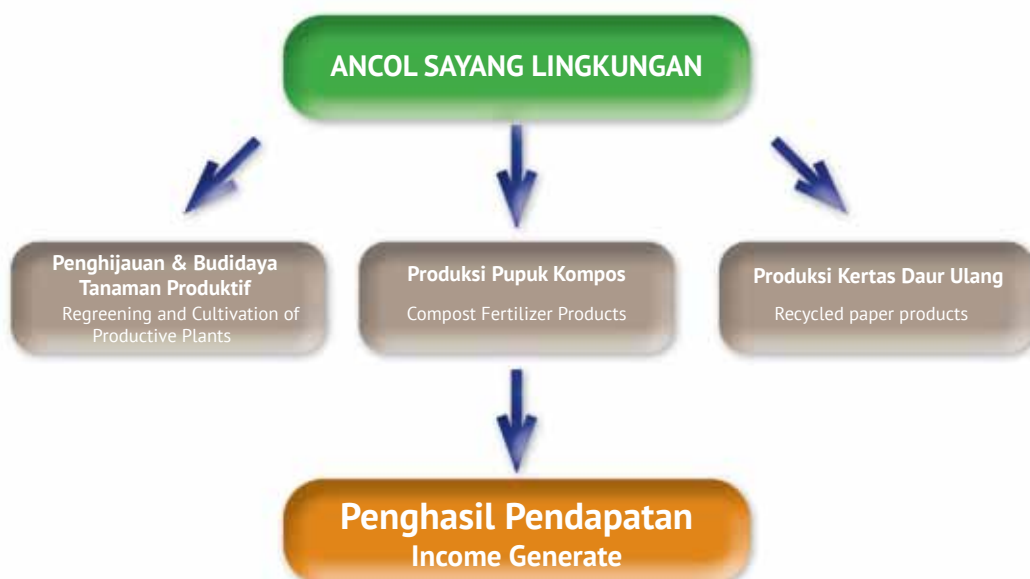 ANCOL SAYANG LINGKUNGAN
Penghijauan & Budidaya
Tanaman Produktif
Regreening and Cultivation of
Productive Plants
Produksi Pupuk Kompos
Compost Fertilizer Products
Produksi Kertas Daur Ulang
Recycled paper products
Penghasil Pendapatan
Income Generate